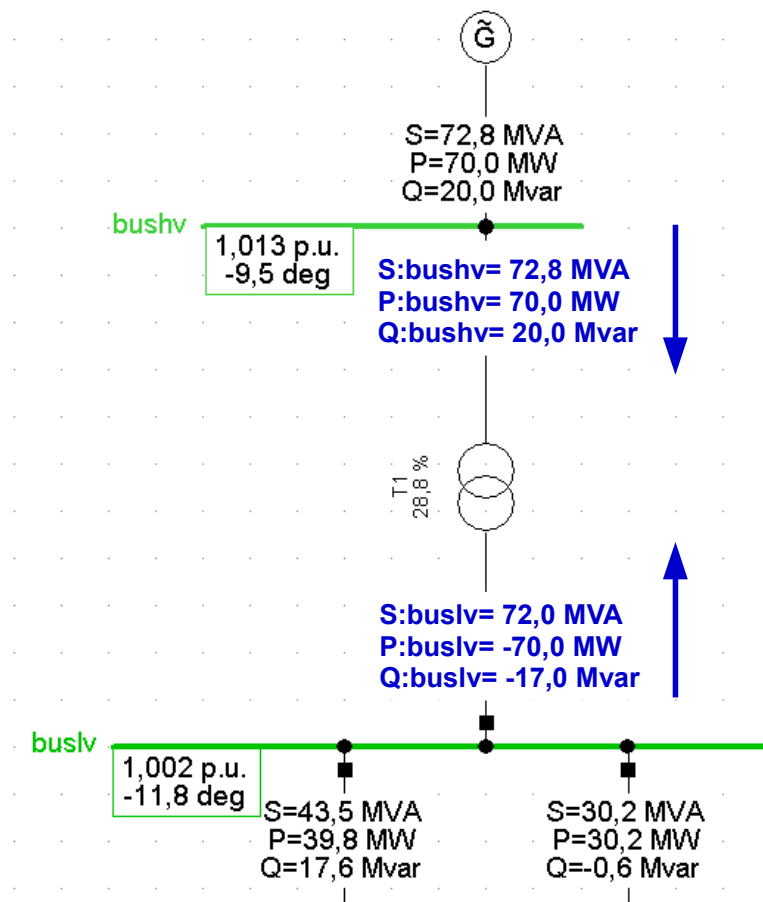 G̃
S=72,8 MVA
P=70,0 MW
Q=20,0 Mvar
bushv
1,013 p.u.
-9,5 deg
S:bushv= 72,8 MVA
P:bushv= 70,0 MW
Q:bushv= 20,0 Mvar
T1
28,8 %
S:buslv= 72,0 MVA
P:buslv= -70,0 MW
Q:buslv= -17,0 Mvar
buslv
1,002 p.u.
-11,8 deg
S=43,5 MVA
P=39,8 MW
Q=17,6 Mvar
S=30,2 MVA
P=30,2 MW
Q=-0,6 Mvar